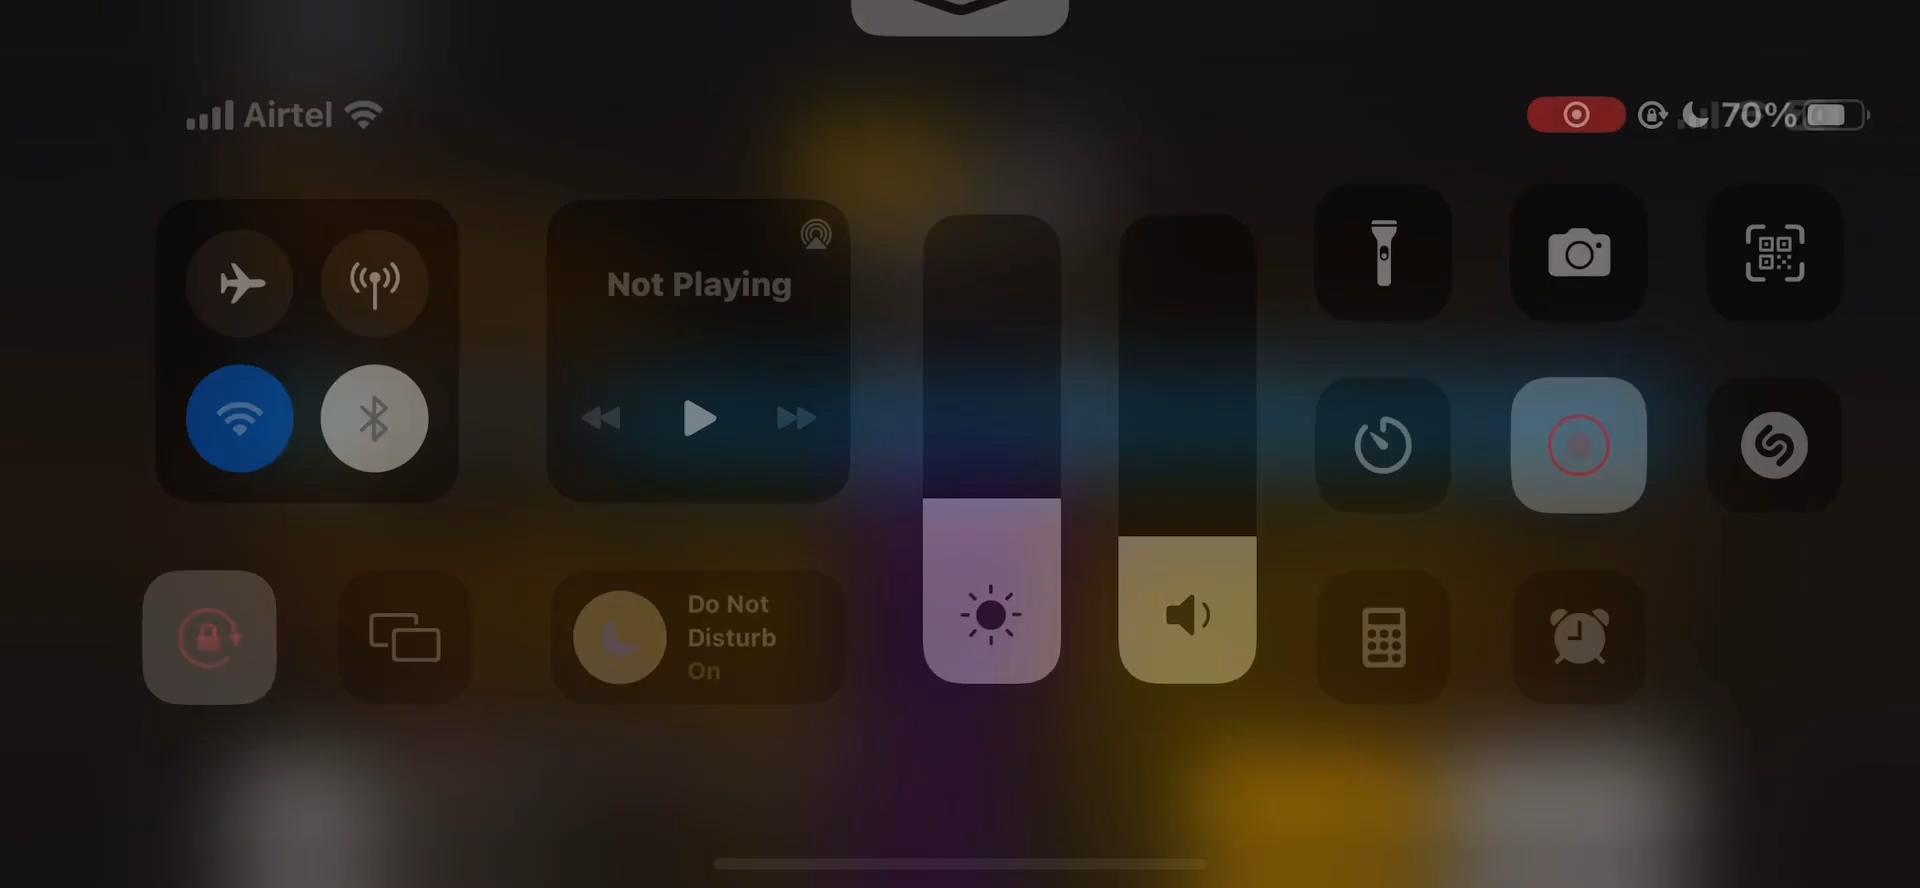 Airtel
70%
Not Playing
Do Not
Disturb
On